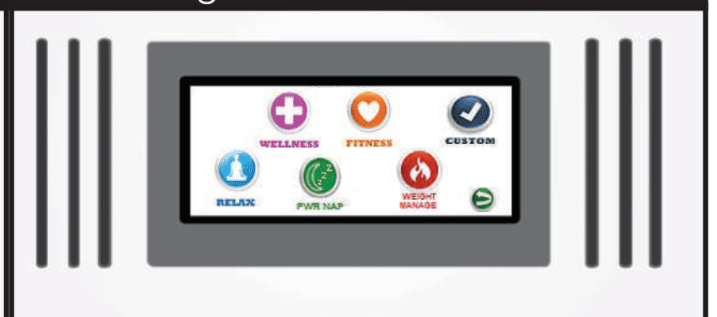 WELLNESS
FITNESS
CUSTOM
RELAX
PWR NAP
WEIGHT
MANAGE